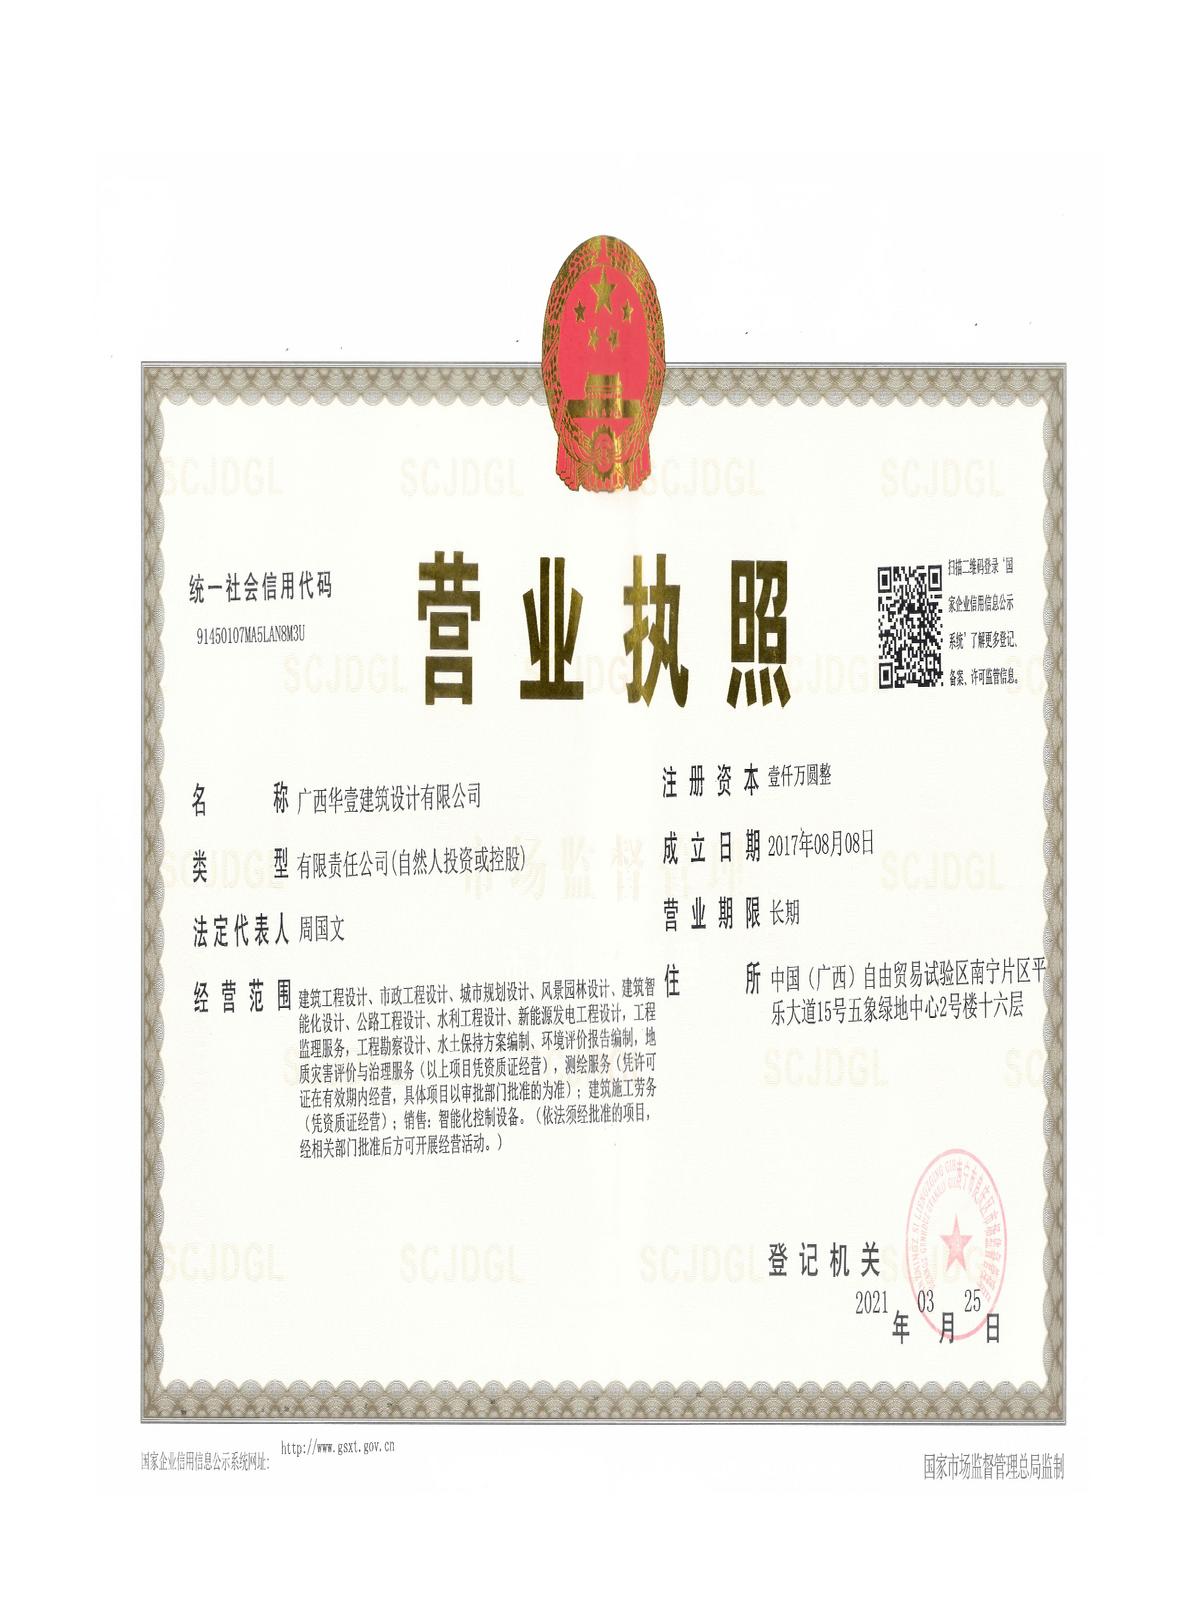 统一社会信用代码
91450107MA5LAN8M3U
营业执照
扫描二维码登录‘国
家企业信用信息公示
系统’了解更多登记、
备案、许可监管信息。
名称 广西华壹建筑设计有限公司
类型 有限责任公司(自然人投资或控股)
法定代表人 周国文
经营范围 建筑工程设计、市政工程设计、城市规划设计、风景园林设计、建筑智
能化设计、公路工程设计、水利工程设计、新能源发电工程设计，工程
监理服务，工程勘察设计、水土保持方案编制、环境评价报告编制，地
质灾害评价与治理服务（以上项目凭资质证经营），测绘服务（凭许可
证在有效期内经营，具体项目以审批部门批准的为准）；建筑施工劳务
（凭资质证经营）；销售：智能化控制设备。（依法须经批准的项目，
经相关部门批准后方可开展经营活动。）
注册资本 壹仟万圆整
成立日期 2017年08月08日
营业期限 长期
住所 中国（广西）自由贸易试验区南宁片区平
乐大道15号五象绿地中心2号楼十六层
登记机关
2021年03月25日
国家企业信用信息公示系统网址: http://www.gsxt.gov.cn
国家市场监督管理总局监制
SCJDGL
市场监督管理